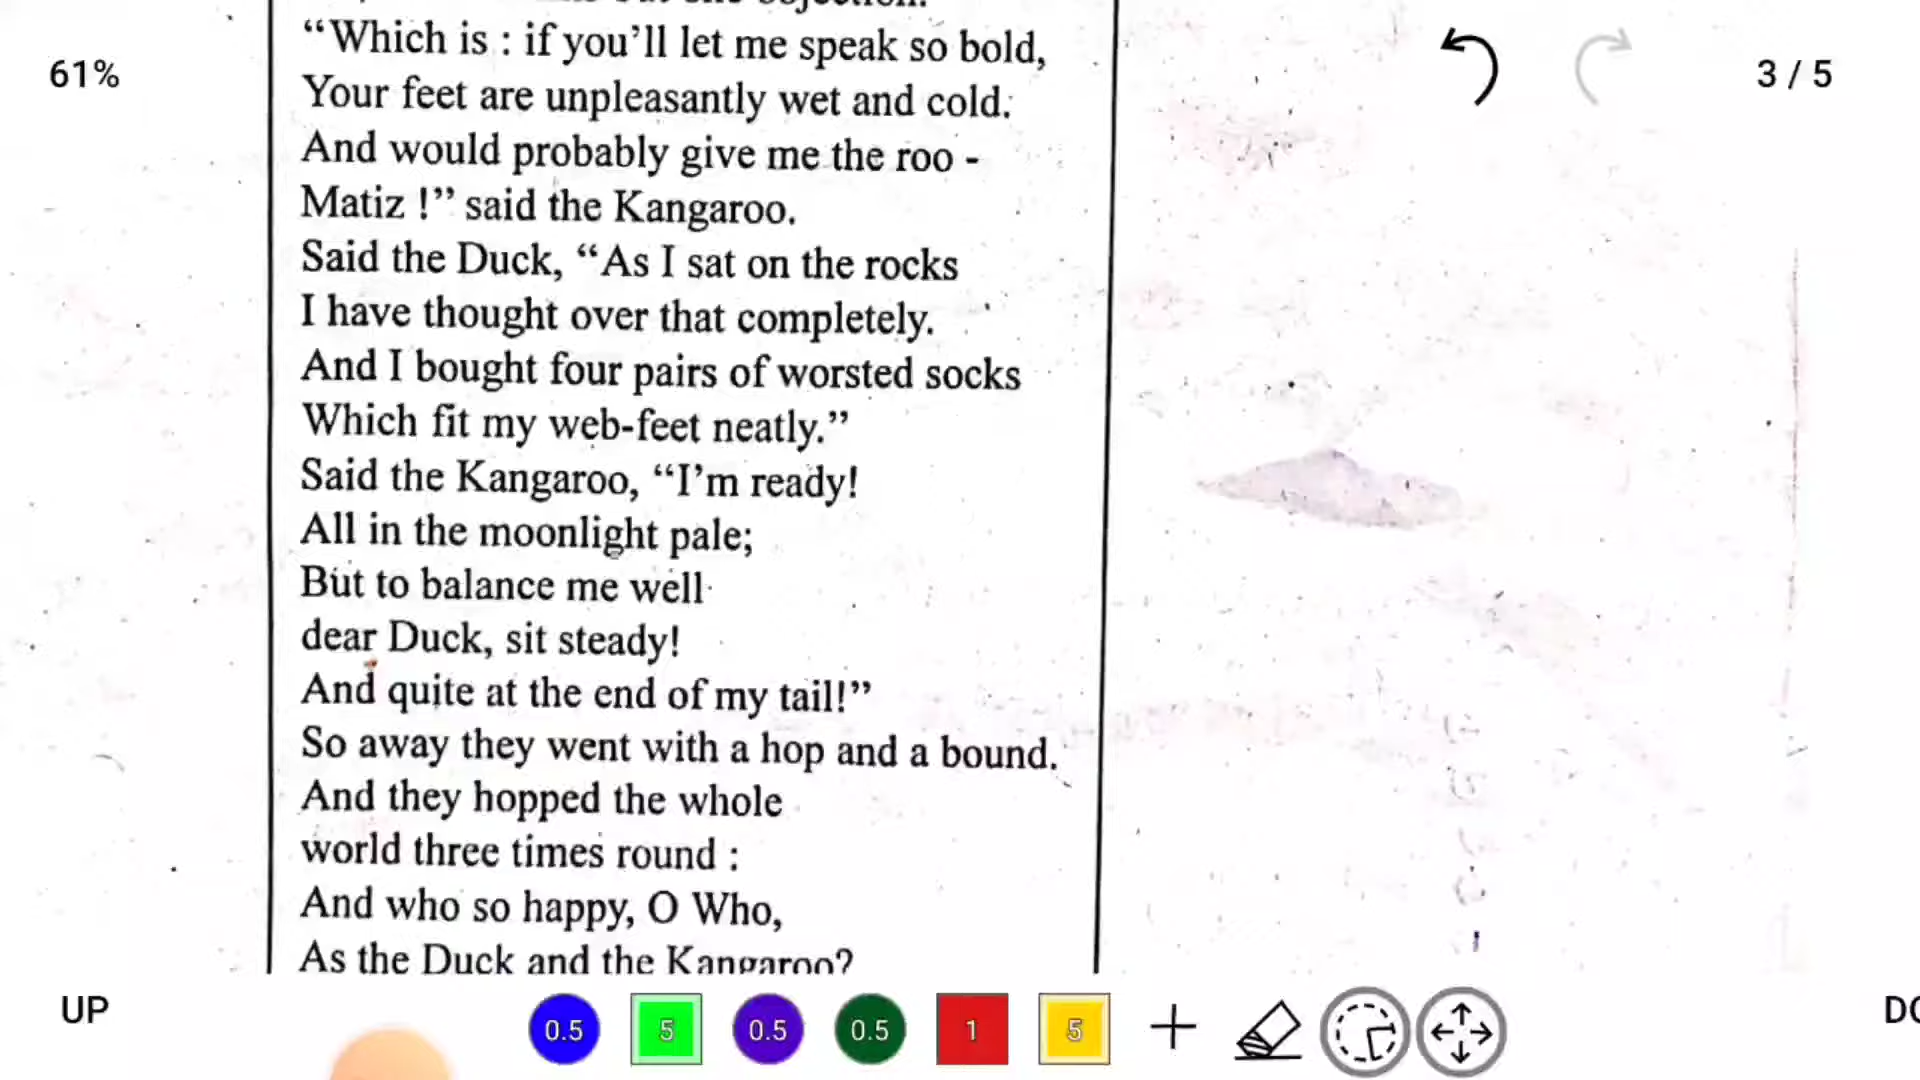 objection.
“Which is : if you’ll let me speak so bold,
61%
3 / 5
Your feet are unpleasantly wet and cold.
And would probably give me the roo -
Matiz !” said the Kangaroo.
Said the Duck, “As I sat on the rocks
I have thought over that completely.
And I bought four pairs of worsted socks
Which fit my web-feet neatly.”
Said the Kangaroo, “I’m ready!
All in the moonlight pale;
But to balance me well
dear Duck, sit steady!
And quite at the end of my tail!”
So away they went with a hop and a bound.
And they hopped the whole
world three times round :
And who so happy, O Who,
As the Duck and the Kangaroo?
UP
0.5 5 0.5 0.5 1 5